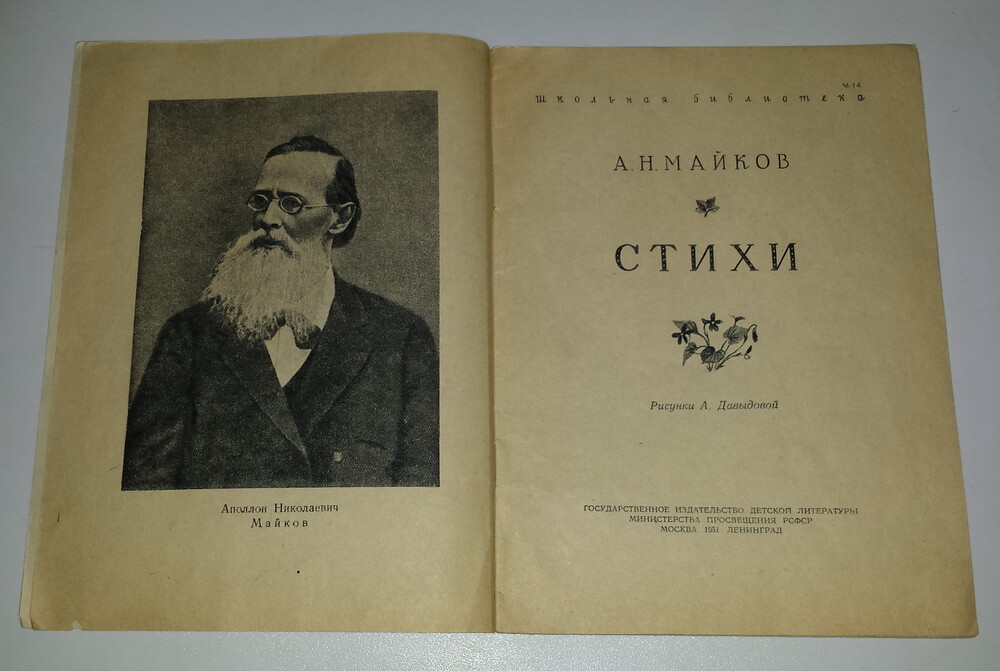 Аполлон Николаевич
Майков
М-14
Школьная библиотека
А. Н. МАЙКОВ
СТИХИ
Рисунки А. Давыдовой
ГОСУДАРСТВЕННОЕ ИЗДАТЕЛЬСТВО ДЕТСКОЙ ЛИТЕРАТУРЫ
МИНИСТЕРСТВА ПРОСВЕЩЕНИЯ РСФСР
МОСКВА 1951 ЛЕНИНГРАД